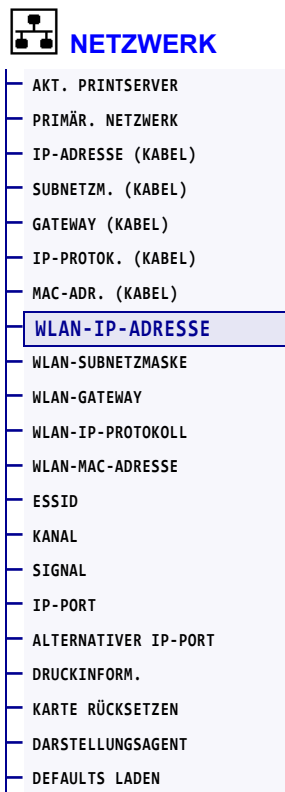 NETZWERK
AKT. PRINTSERVER
PRIMÄR. NETZWERK
IP-ADRESSE (KABEL)
SUBNETZM. (KABEL)
GATEWAY (KABEL)
IP-PROTOK. (KABEL)
MAC-ADR. (KABEL)
WLAN-IP-ADRESSE
WLAN-SUBNETZMASKE
WLAN-GATEWAY
WLAN-IP-PROTOKOLL
WLAN-MAC-ADRESSE
ESSID
KANAL
SIGNAL
IP-PORT
ALTERNATIVER IP-PORT
DRUCKINFORM.
KARTE RÜCKSETZEN
DARSTELLUNGSAGENT
DEFAULTS LADEN